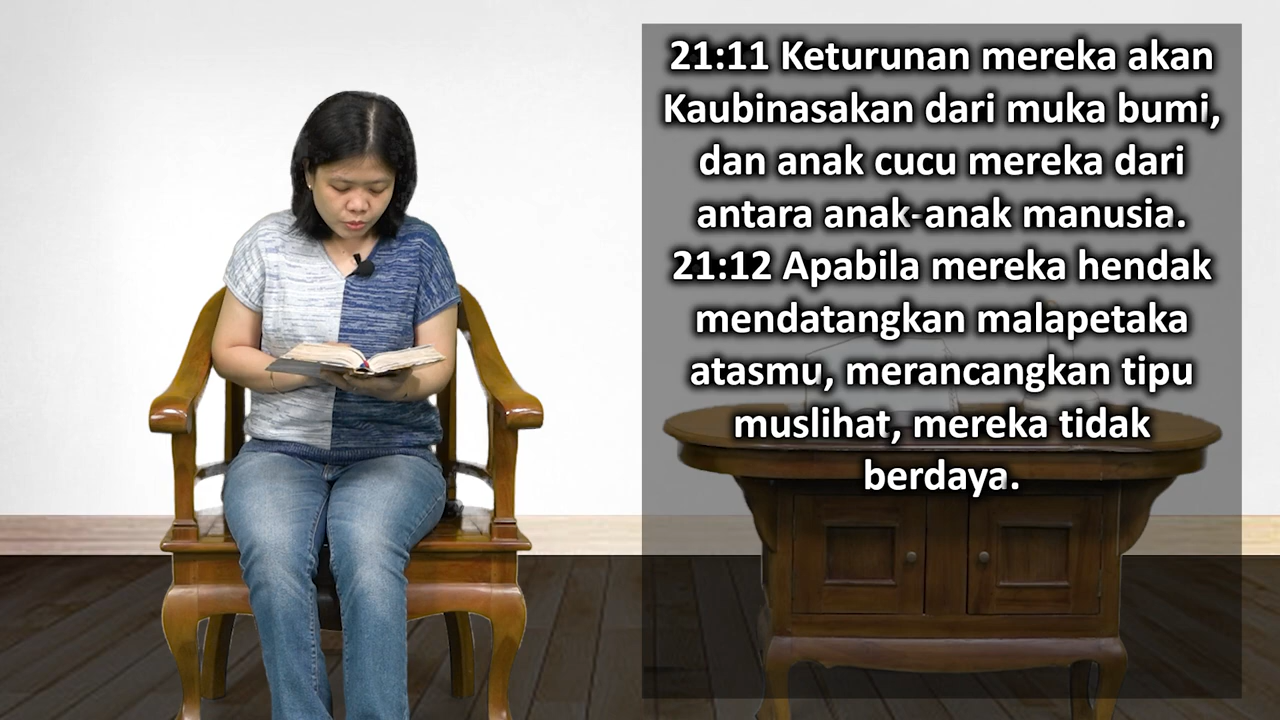 21:11 Keturunan mereka akan
Kaubinasakan dari muka bumi,
dan anak cucu mereka dari
antara anak-anak manusia.
21:12 Apabila mereka hendak
mendatangkan malapetaka
atasmu, merancangkan tipu
muslihat, mereka tidak
berdaya.